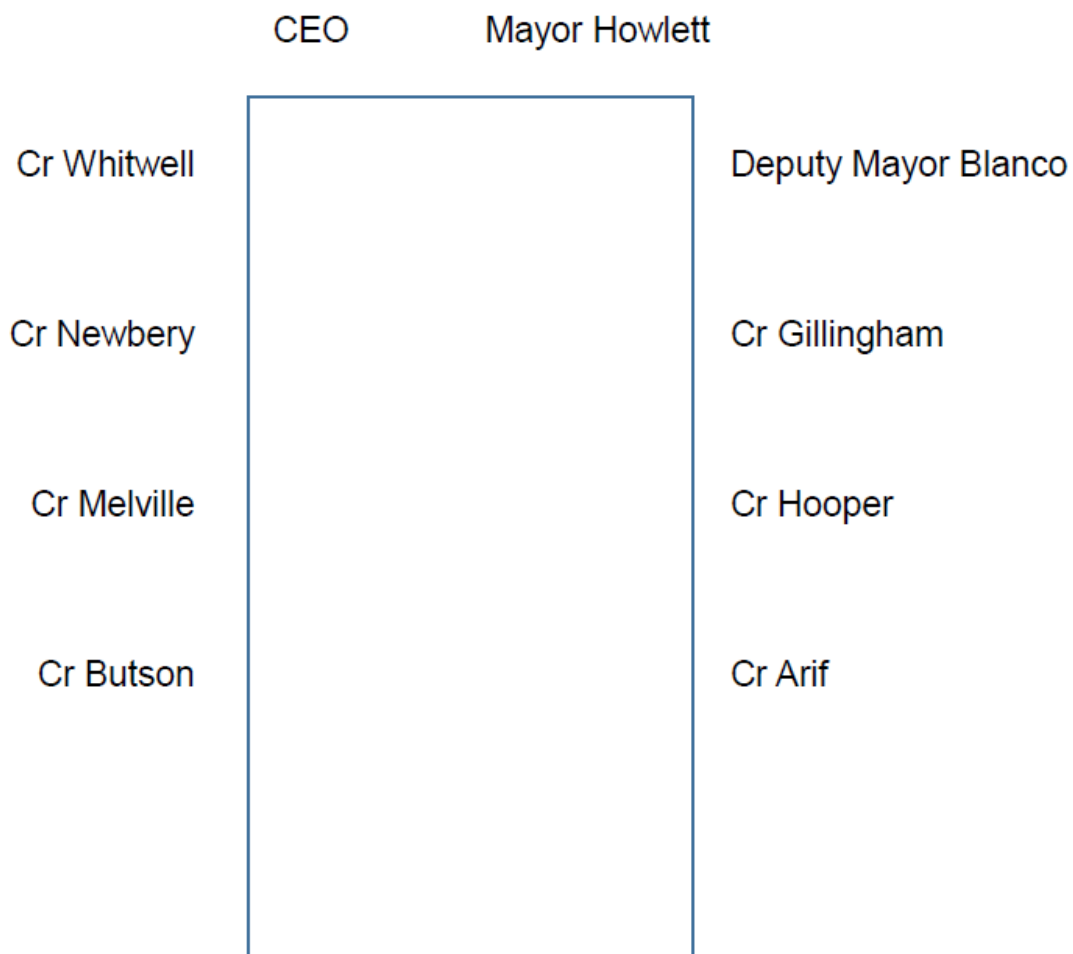 CEO Mayor Howlett
Cr Whitwell Deputy Mayor Blanco
Cr Newbery Cr Gillingham
Cr Melville Cr Hooper
Cr Butson Cr Arif